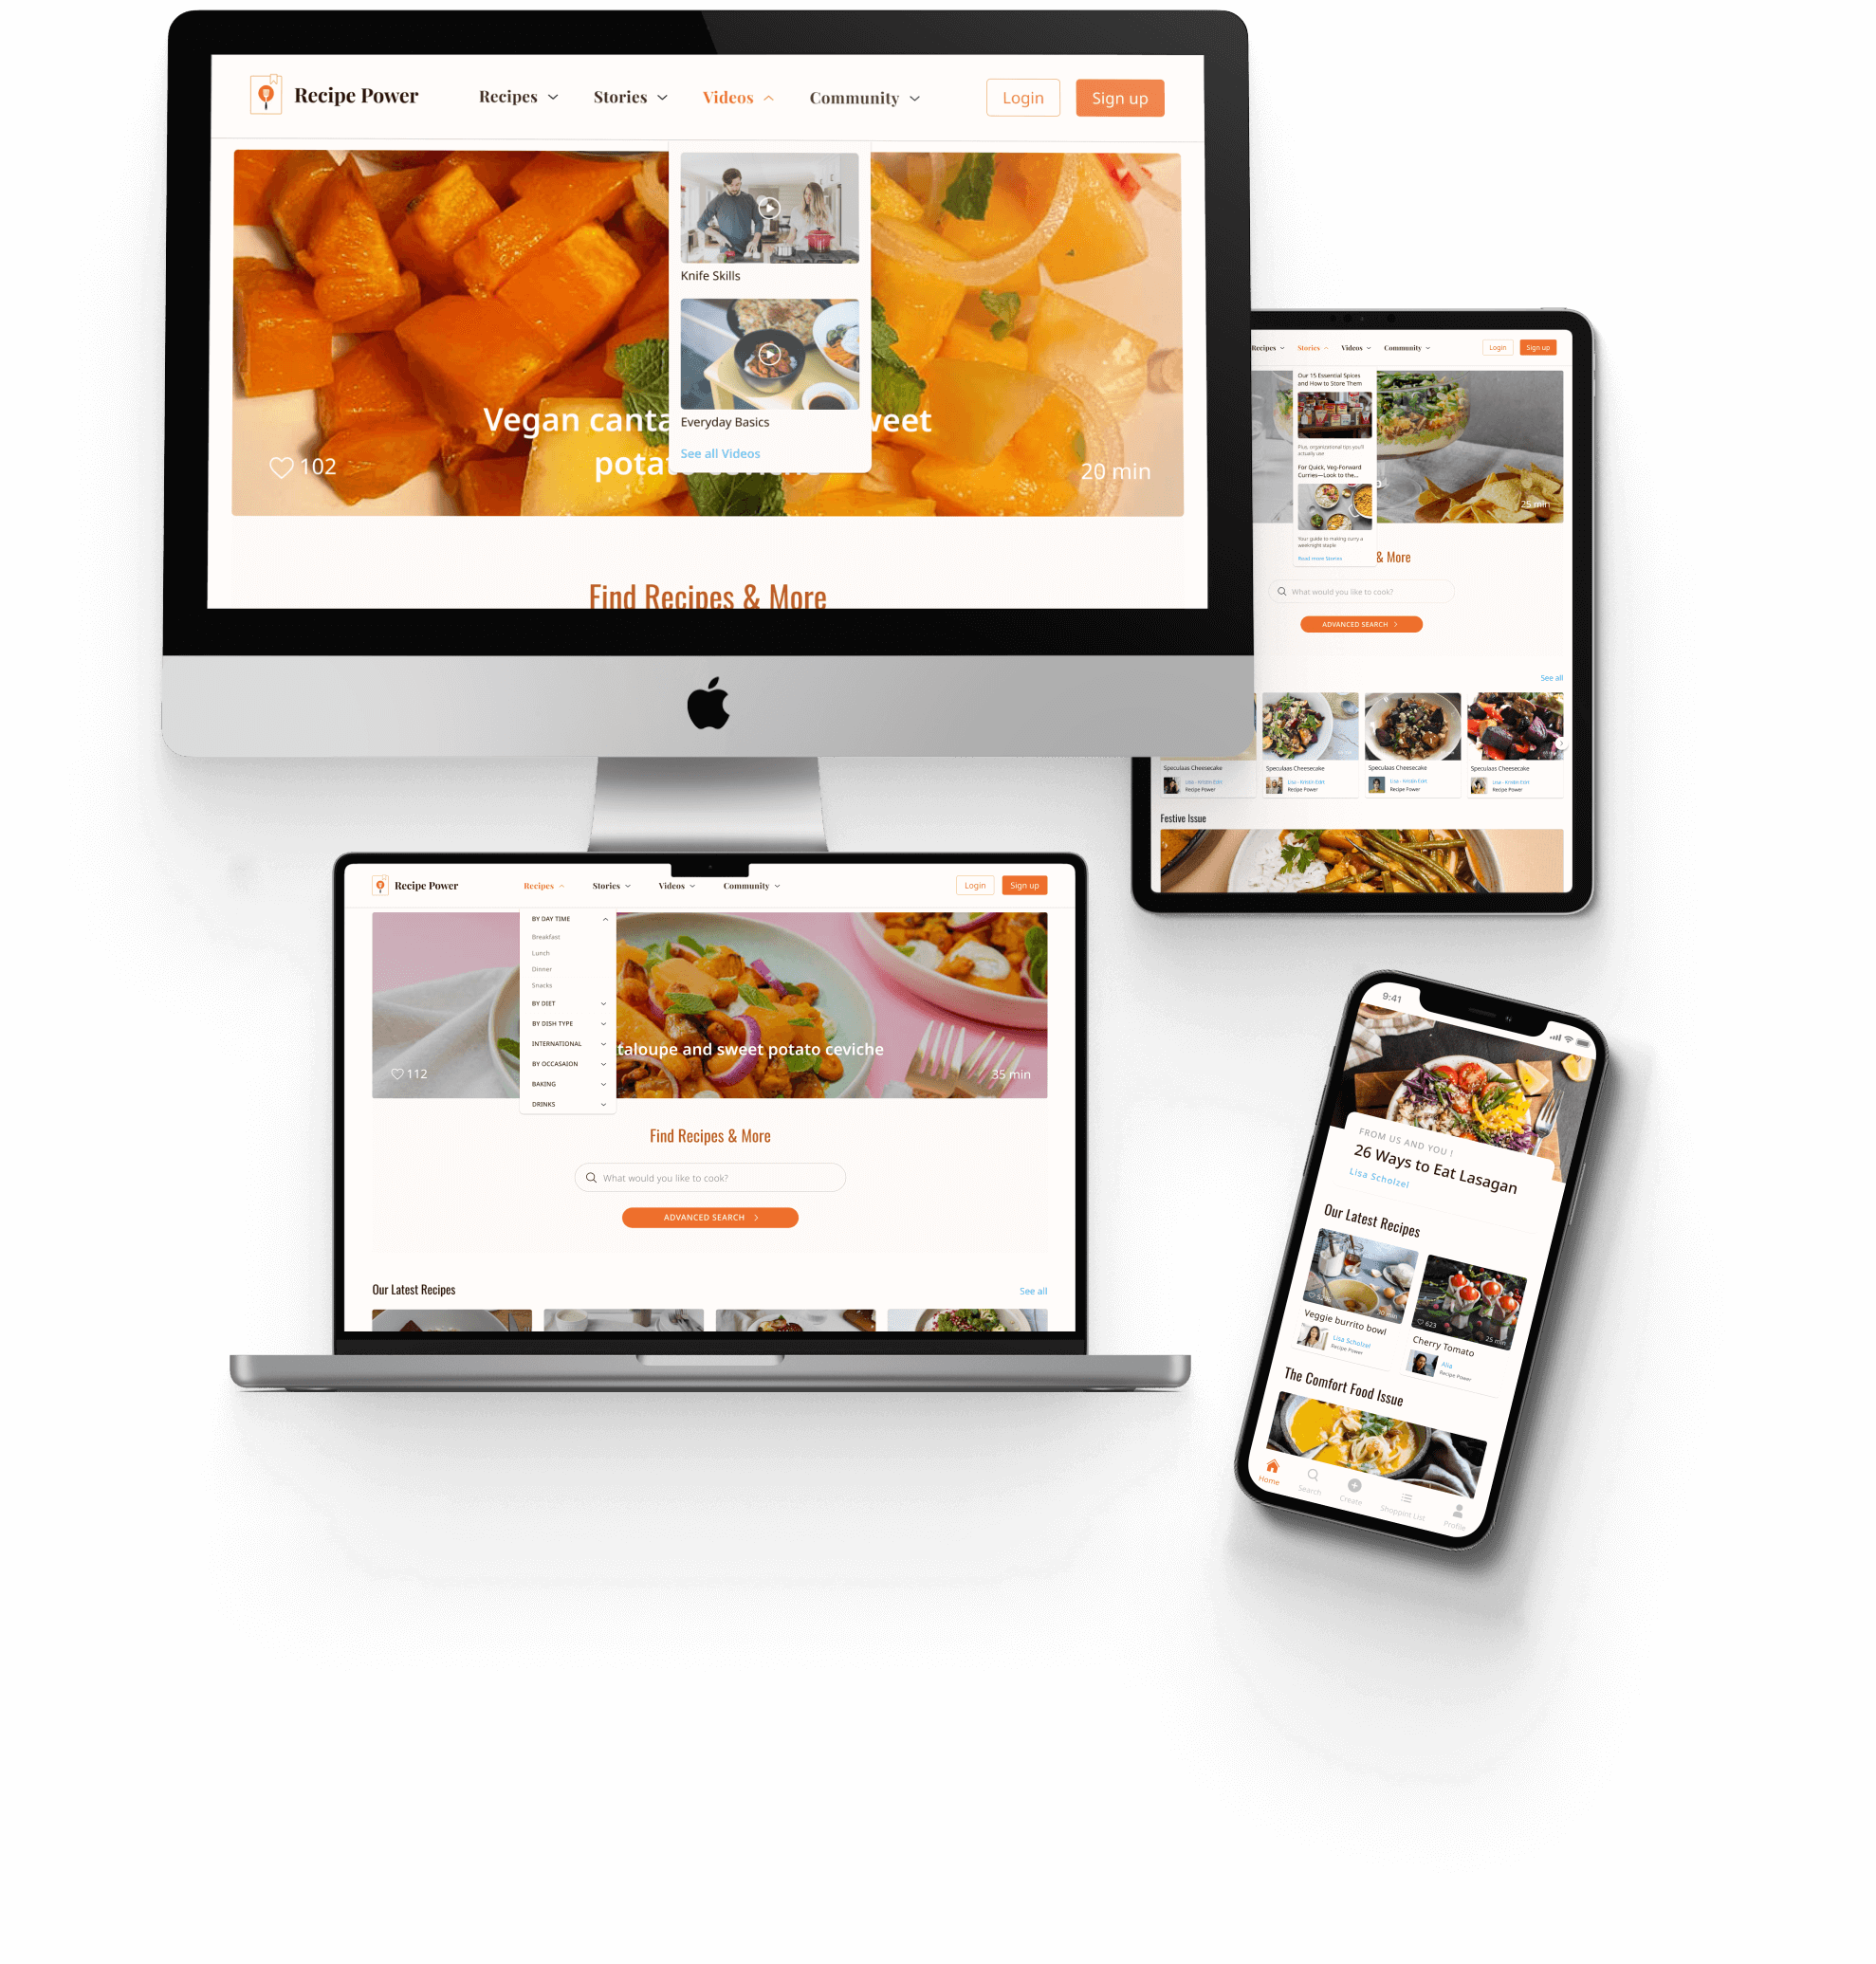 Recipe Power
Recipes
Stories
Videos
Community
Login
Sign up
Knife Skills
Everyday Basics
See all Videos
Vegan canta weet
potat ceviche
102
20 min
Find Recipes & More
Recipes
Stories
Videos
Community
Login
Sign up
Our 15 Essential Spices
and How to Store Them
Plus, organizational tips you'll
actually use
For Quick, Veg-Forward
Curries—Look to the...
Your guide to making curry a
weeknight staple
Read more Stories
25 min
& More
What would you like to cook?
ADVANCED SEARCH
See all
Speculaas Cheesecake
Recipe Power
Speculaas Cheesecake
Recipe Power
Speculaas Cheesecake
Recipe Power
Speculaas Cheesecake
Recipe Power
Festive Issue
Recipe Power
Recipes
Stories
Videos
Community
Login
Sign up
BY DAY TIME
Breakfast
Lunch
Dinner
Snacks
BY DIET
BY DISH TYPE
INTERNATIONAL
BY OCCASAION
BAKING
DRINKS
taloupe and sweet potato ceviche
112
35 min
Find Recipes & More
What would you like to cook?
ADVANCED SEARCH
Our Latest Recipes
See all
9:41
FROM US AND YOU !
26 Ways to Eat Lasagan
Lisa Scholzel
Our Latest Recipes
Veggie burrito bowl
Lisa Scholzel
Recipe Power
623
25 min
Cherry Tomato
Alia
Recipe Power
The Comfort Food Issue
Home
Search
Create
Shoppint List
Profile